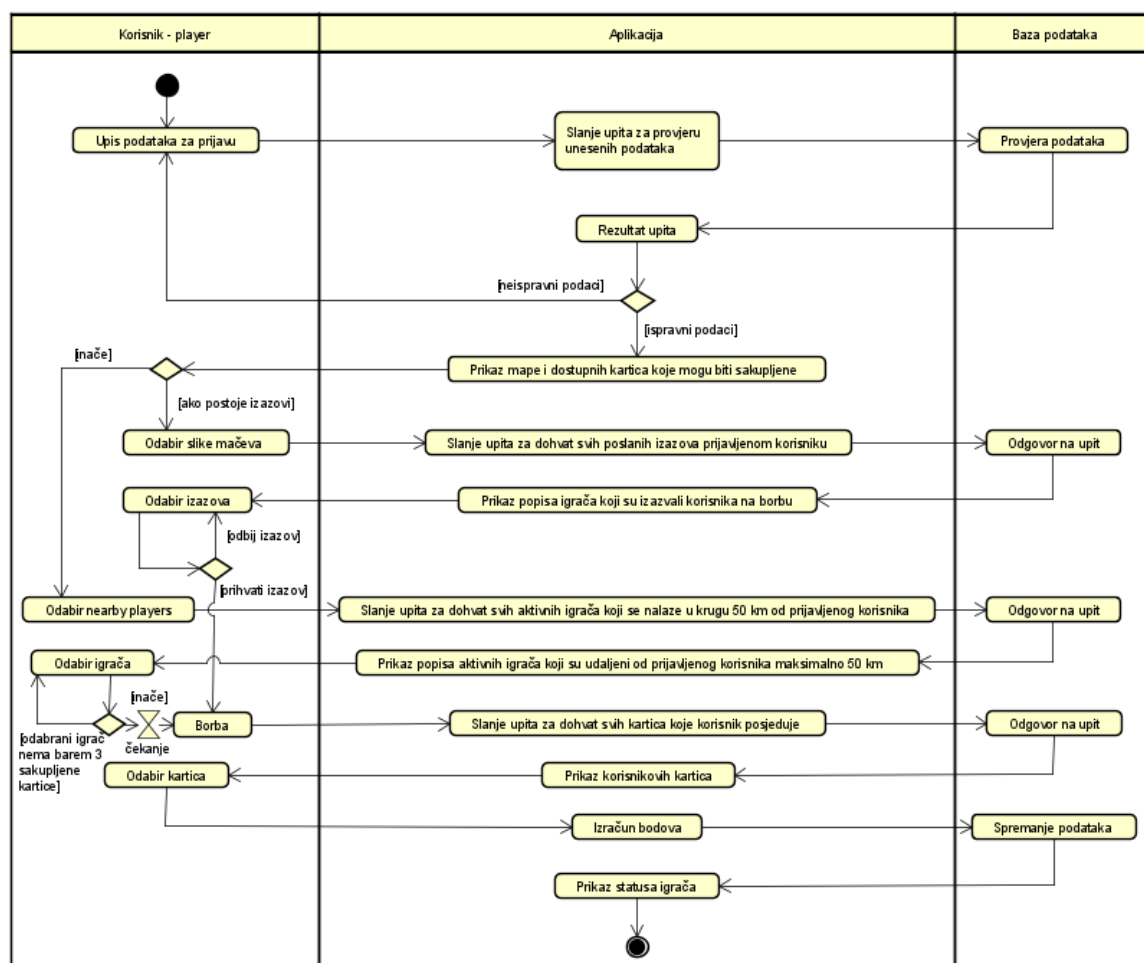 Korisnik - player
Aplikacija
Baza podataka
Upis podataka za prijavu
Slanje upita za provjeru
unesenih podataka
Provjera podataka
Rezultat upita
[neispravni podaci]
[ispravni podaci]
[inače]
Prikaz mape i dostupnih kartica koje mogu biti sakupljene
[ako postoje izazovi]
Odabir slike mačeva
Slanje upita za dohvat svih poslanih izazova prijavljenom korisniku
Odgovor na upit
Odabir izazova
Prikaz popisa igrača koji su izazvali korisnika na borbu
[odbij izazov]
[prihvati izazov]
Odabir nearby players
Slanje upita za dohvat svih aktivnih igrača koji se nalaze u krugu 50 km od prijavljenog korisnika
Odgovor na upit
Odabir igrača
Prikaz popisa aktivnih igrača koji su udaljeni od prijavljenog korisnika maksimalno 50 km
[inače]
Borba
Slanje upita za dohvat svih kartica koje korisnik posjeduje
Odgovor na upit
čekanje
[odabrani igrač
nema barem 3
sakupljene
kartice]
Odabir kartica
Prikaz korisnikovih kartica
Izračun bodova
Spremanje podataka
Prikaz statusa igrača